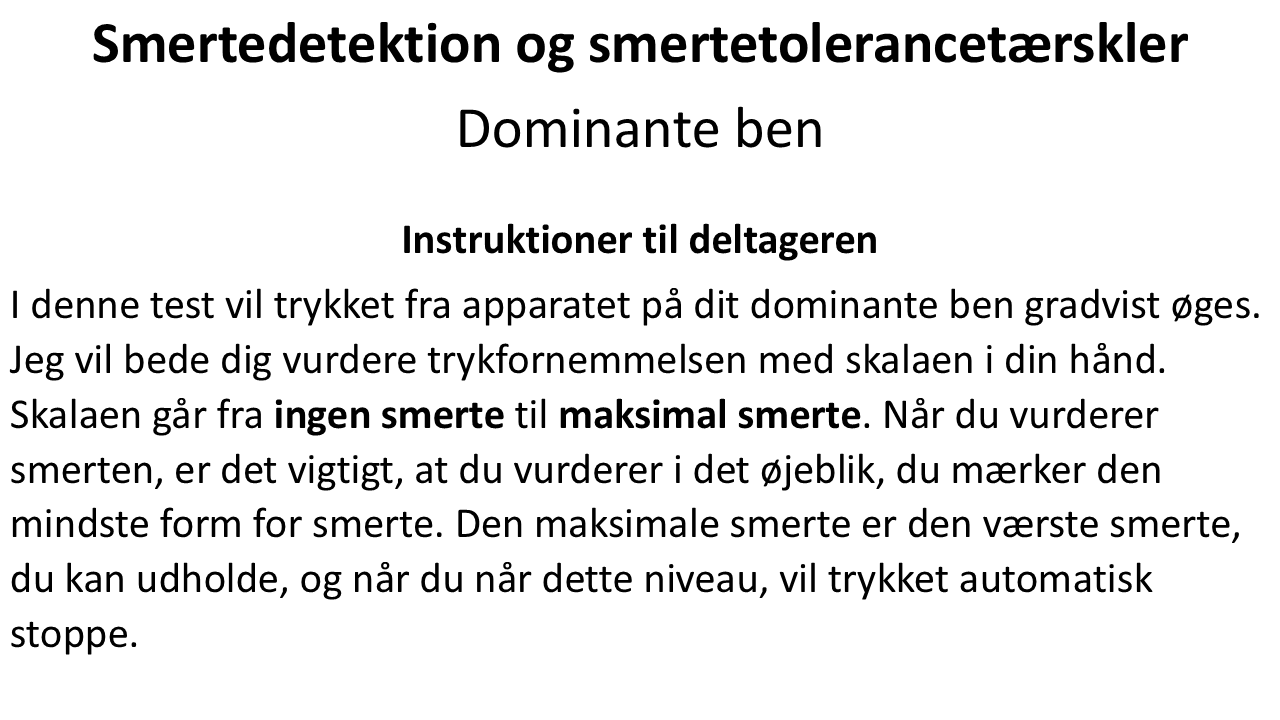 Smertedetektion og smertetolerancetærskler
Dominante ben
Instruktioner til deltageren
I denne test vil trykket fra apparatet på dit dominante ben gradvist øges.
Jeg vil bede dig vurdere trykfornemmelsen med skalaen i din hånd.
Skalaen går fra ingen smerte til maksimal smerte. Når du vurderer
smerten, er det vigtigt, at du vurderer i det øjeblik, du mærker den
mindste form for smerte. Den maksimale smerte er den værste smerte,
du kan udholde, og når du når dette niveau, vil trykket automatisk
stoppe.